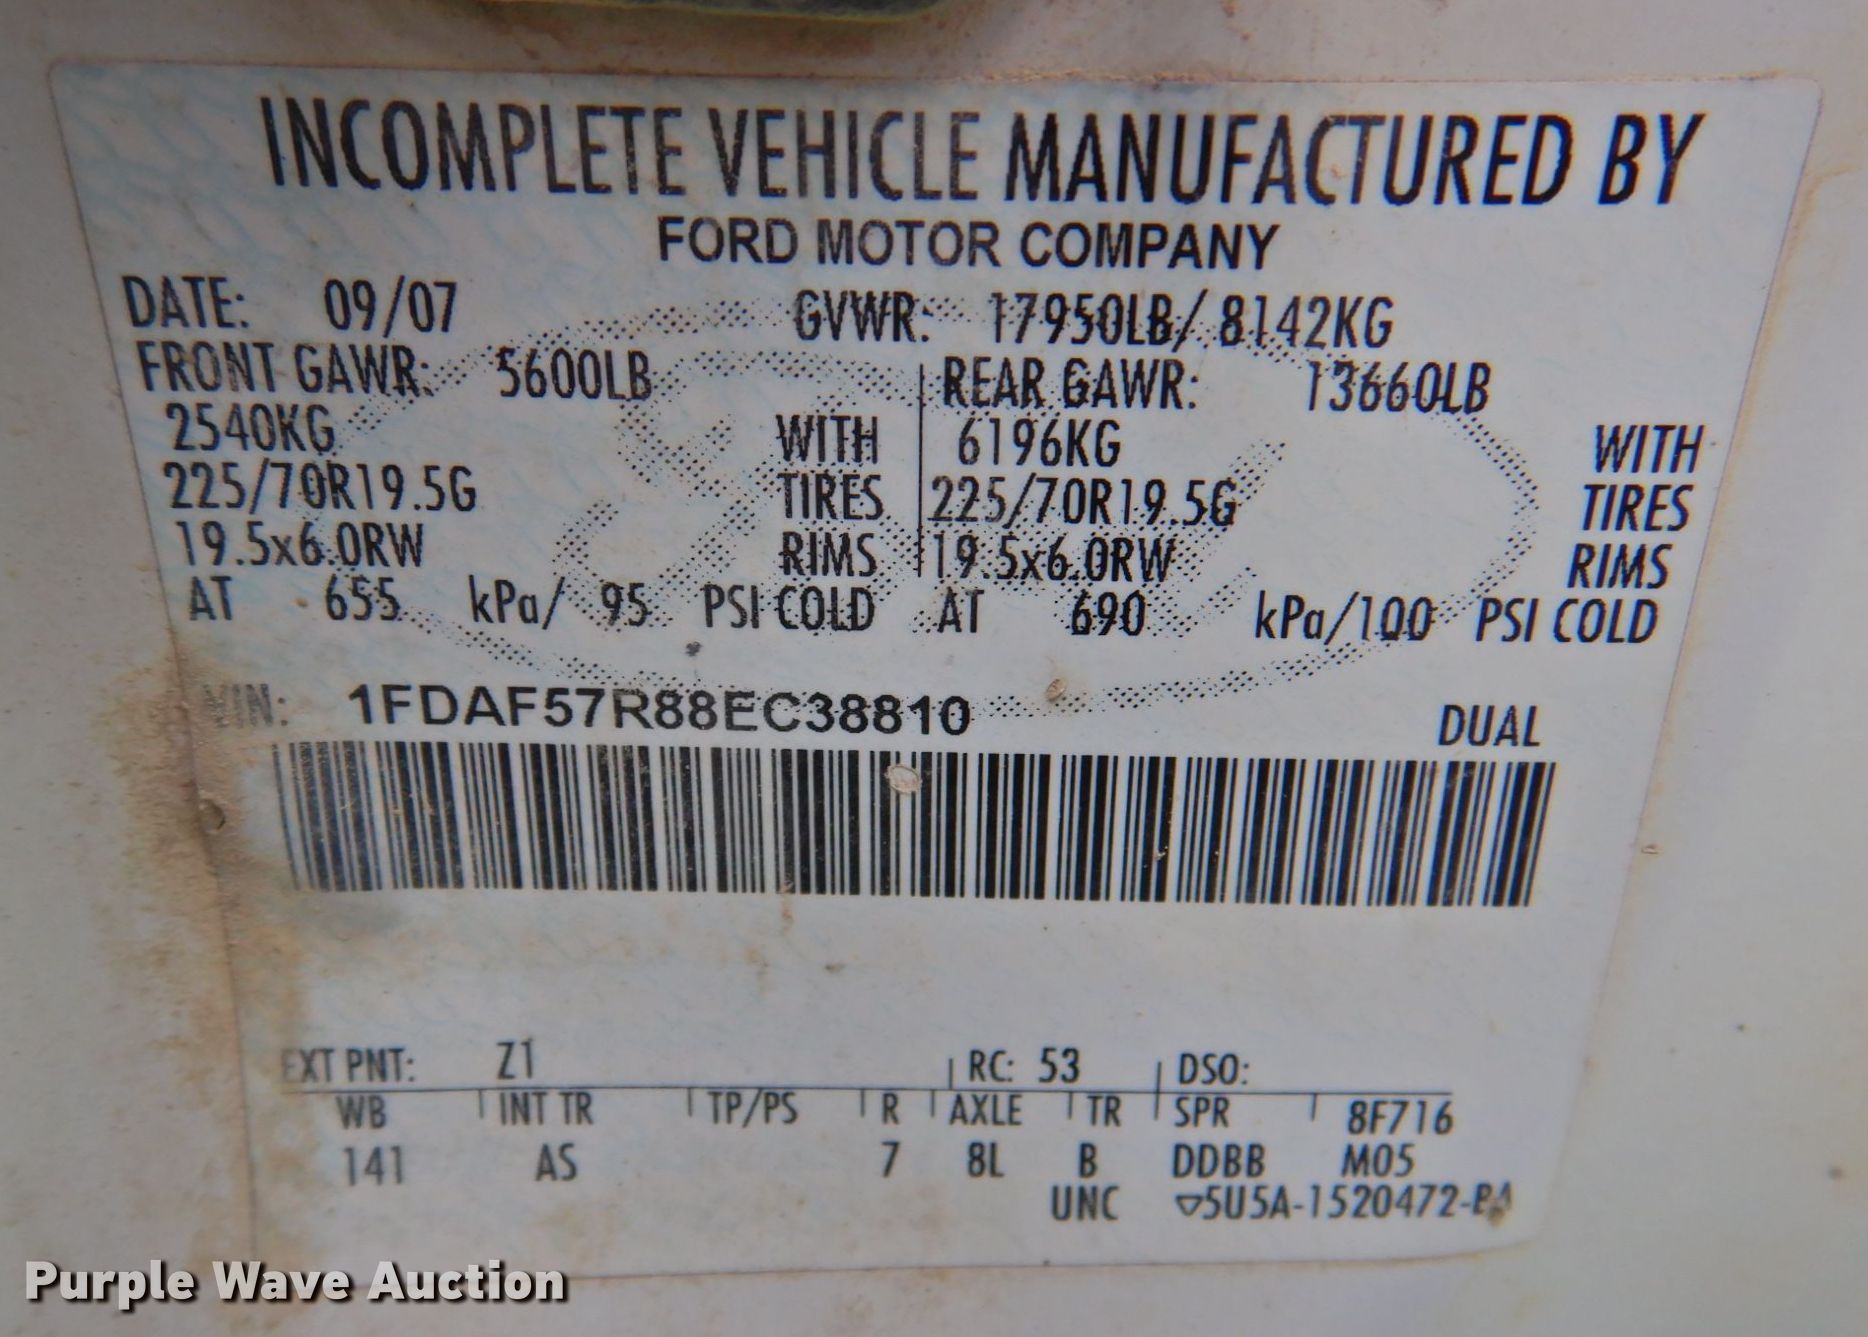 INCOMPLETE VEHICLE MANUFACTURED BY
FORD MOTOR COMPANY
DATE: 09/07 GVWR: 17950LB/ 8142KG
FRONT GAWR: 5600LB REAR GAWR: 13660LB
2540KG WITH 6196KG WITH
225/70R19.5G TIRES 225/70R19.5G TIRES
19.5x6.0RW RIMS 19.5x6.0RW RIMS
AT 655 kPa/ 95 PSI COLD AT 690 kPa/100 PSI COLD
VIN: 1FDAF57R88EC38810 DUAL
EXT PNT: Z1 RC: 53 DSO:
WB INT TR TP/PS R AXLE TR SPR 8F716
141 AS 7 8L B DDBB M05
UNC ▽5U5A-1520472-BA
Purple Wave Auction